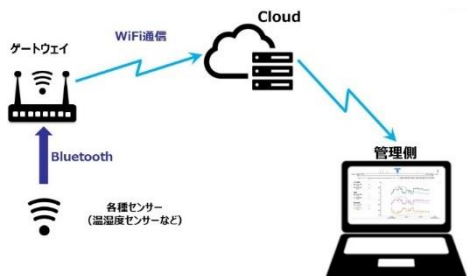 Cloud
WiFi通信
ゲートウェイ
管理側
Bluetooth
各種センサー
(温湿度センサーなど)